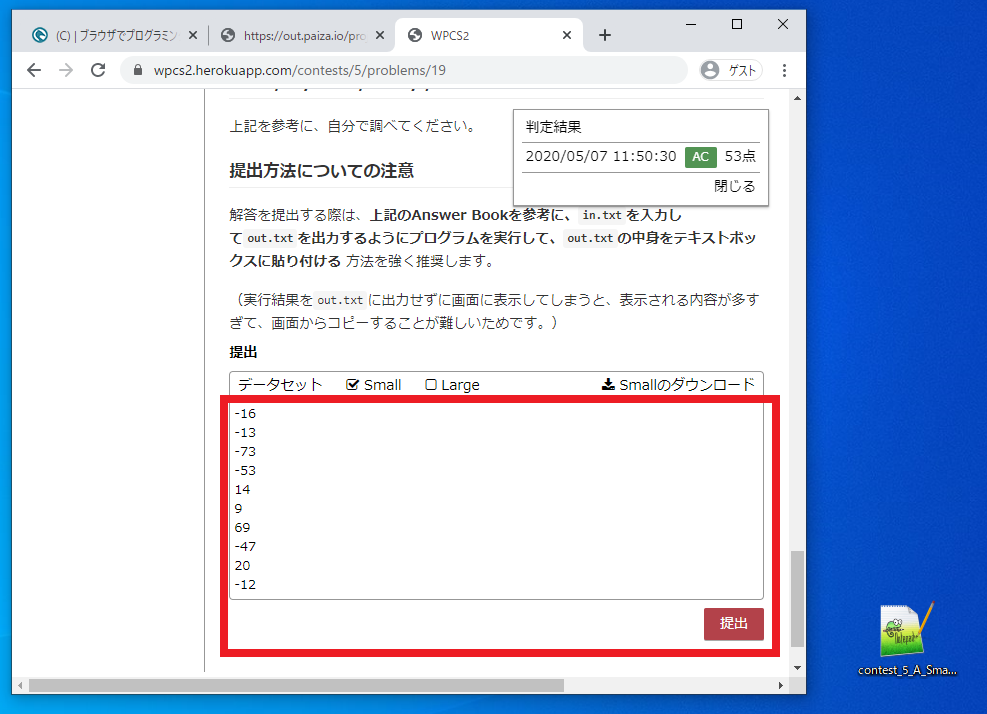 (C) | ブラウザでプログラミン
https://out.paiza.io/pro
WPCS2
wpcs2.herokuapp.com/contests/5/problems/19
ゲスト
上記を参考に、自分で調べてください。
判定結果
2020/05/07 11:50:30 AC 53点
閉じる
提出方法についての注意
解答を提出する際は、上記のAnswer Bookを参考に、in.txt を入力し
て out.txt を出力するようにプログラムを実行して、out.txt の中身をテキストボッ
クスに貼り付ける 方法を強く推奨します。
（実行結果を out.txt に出力せずに画面に表示してしまうと、表示される内容が多す
ぎて、画面からコピーすることが難しいためです。）
提出
データセット Small Large Smallのダウンロード
-16
-13
-73
-53
14
9
69
-47
20
-12
提出
contest_5_A_Sma...